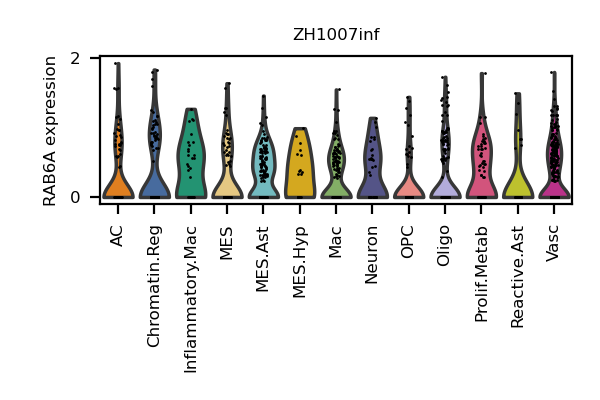 ZH1007inf
RAB6A expression
2
0
AC
Chromatin.Reg
Inflammatory.Mac
MES
MES.Ast
MES.Hyp
Mac
Neuron
OPC
Oligo
Prolif.Metab
Reactive.Ast
Vasc